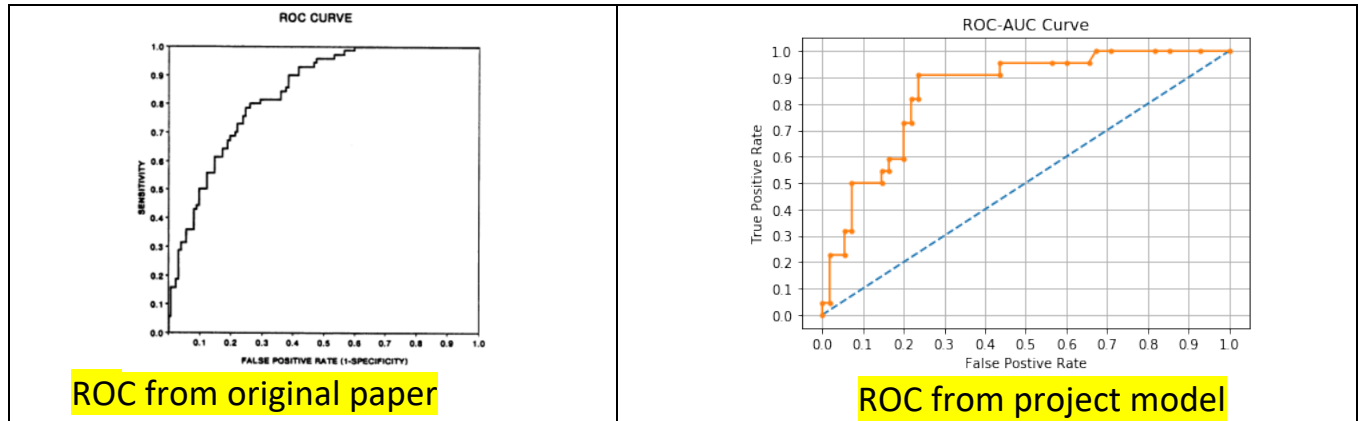 ROC CURVE
1.0
0.9
0.8
0.7
0.6
0.5
0.4
0.3
0.2
0.1
0.0
SENSITIVITY
0.1 0.2 0.3 0.4 0.5 0.6 0.7 0.8 0.9 1.0
FALSE POSITIVE RATE (1-SPECIFICITY)
ROC from original paper
ROC-AUC Curve
1.0
0.9
0.8
0.7
0.6
0.5
0.4
0.3
0.2
0.1
0.0
True Positive Rate
0.0 0.1 0.2 0.3 0.4 0.5 0.6 0.7 0.8 0.9 1.0
False Postive Rate
ROC from project model